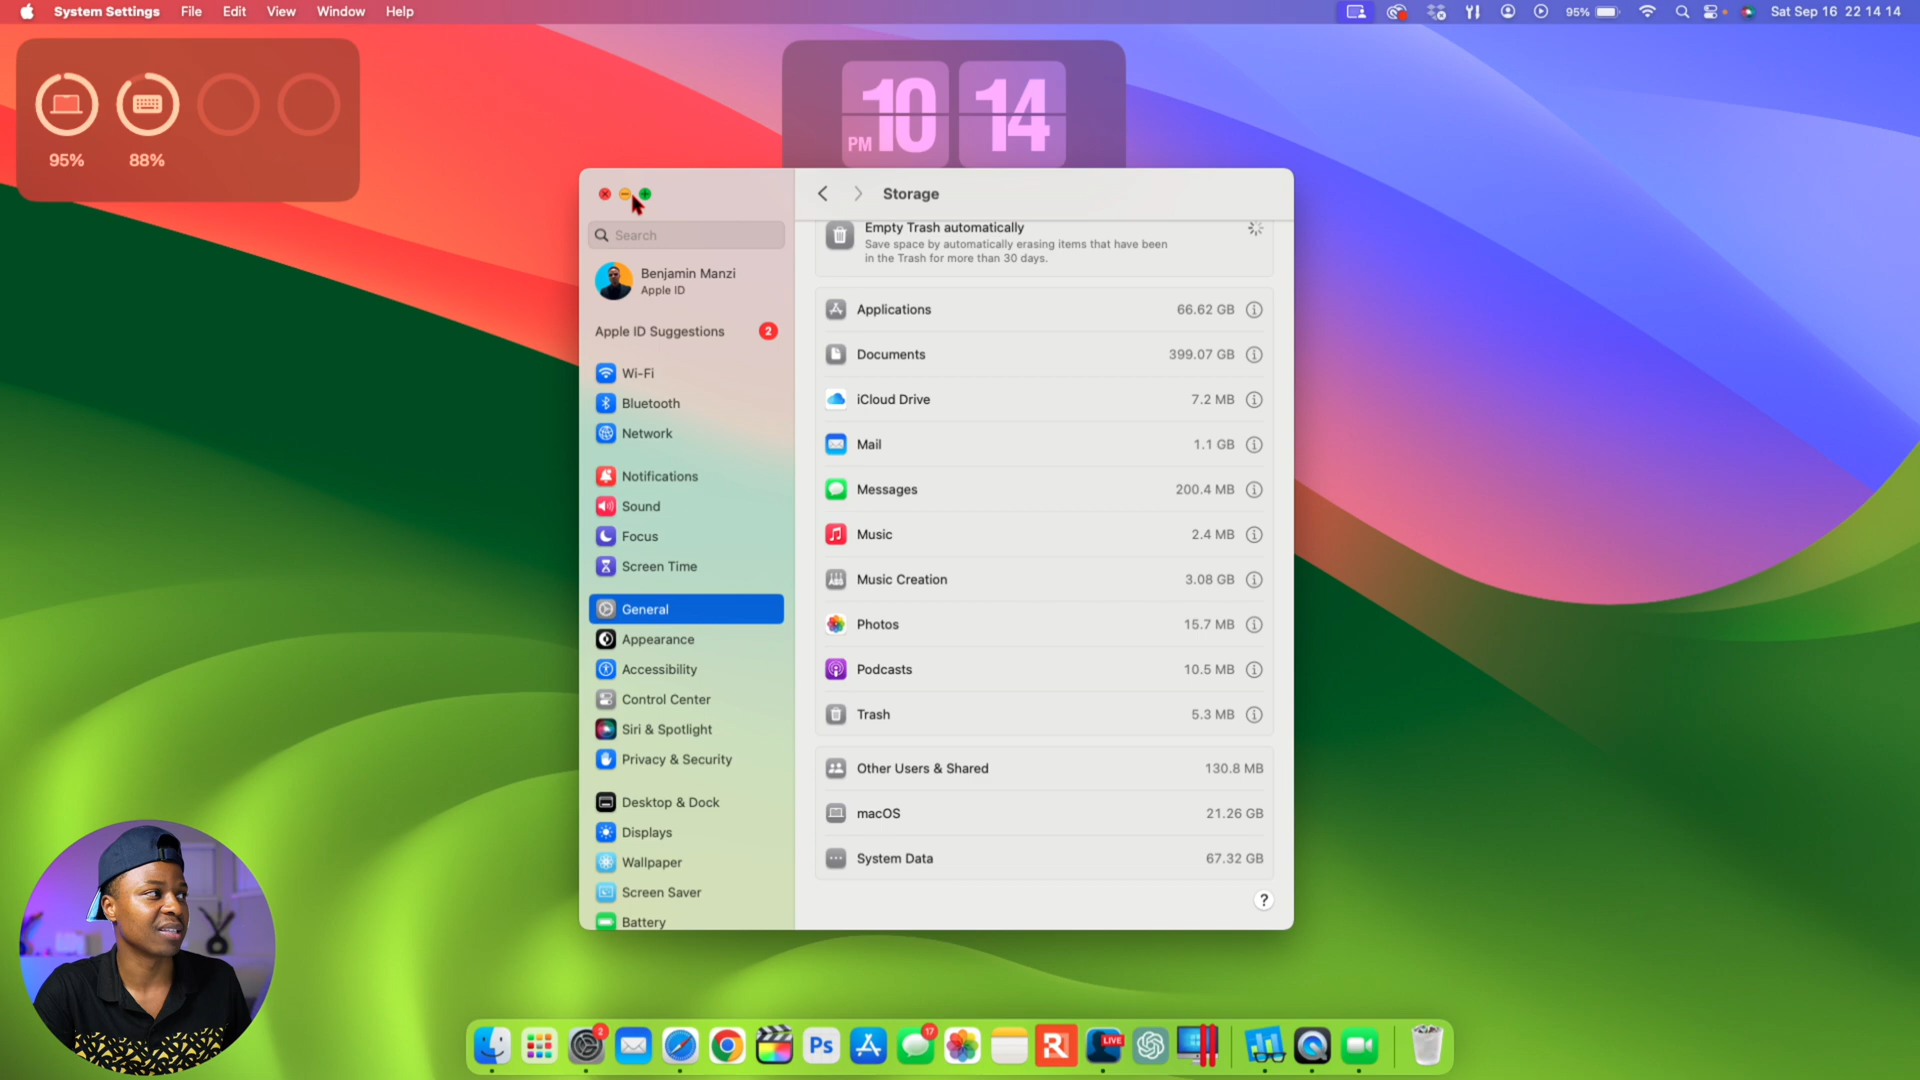 System Settings File Edit View Window Help
95% Sat Sep 16 22 14 14
95% 88%
PM 10 14
Storage
Search
Benjamin Manzi
Apple ID
Apple ID Suggestions 2
Wi-Fi
Bluetooth
Network
Notifications
Sound
Focus
Screen Time
General
Appearance
Accessibility
Control Center
Siri & Spotlight
Privacy & Security
Desktop & Dock
Displays
Wallpaper
Screen Saver
Battery
Empty Trash automatically
Save space by automatically erasing items that have been
in the Trash for more than 30 days.
Applications 66.62 GB
Documents 399.07 GB
iCloud Drive 7.2 MB
Mail 1.1 GB
Messages 200.4 MB
Music 2.4 MB
Music Creation 3.08 GB
Photos 15.7 MB
Podcasts 10.5 MB
Trash 5.3 MB
Other Users & Shared 130.8 MB
macOS 21.26 GB
System Data 67.32 GB
?
2 Ps 17 R LIVE